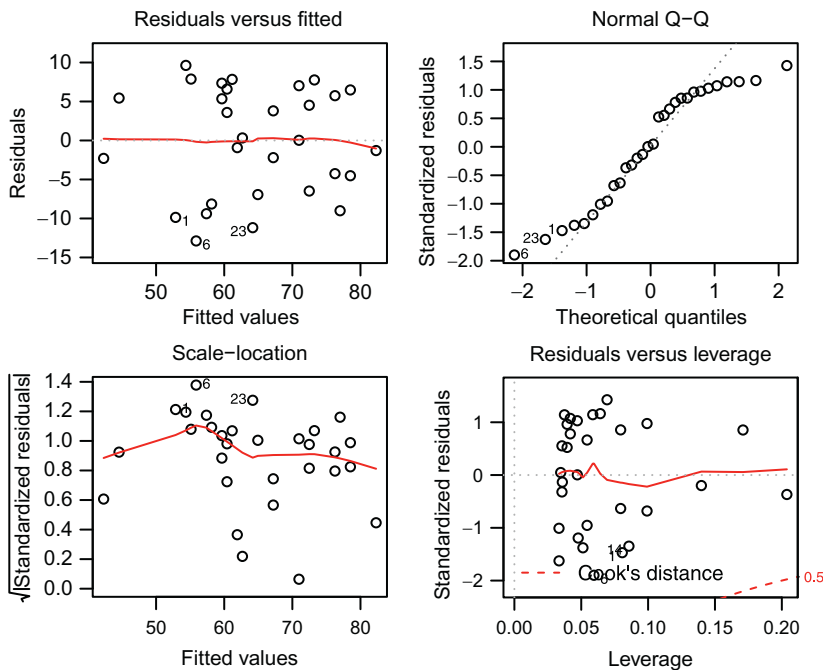 Residuals versus fitted
Residuals
10
5
0
−5
−10
−15
1
6
23
50 60 70 80
Fitted values
Normal Q−Q
Standardized residuals
1.5
1.0
0.5
0.0
−0.5
−1.0
−1.5
−2.0
1
23
6
−2 −1 0 1 2
Theoretical quantiles
Scale−location
√|Standardized residuals|
1.4
1.2
1.0
0.8
0.6
0.4
0.2
0.0
6
1
23
50 60 70 80
Fitted values
Residuals versus leverage
Standardized residuals
1
0
−1
−2
14
1
6
Cook's distance
0.5
0.00 0.05 0.10 0.15 0.20
Leverage